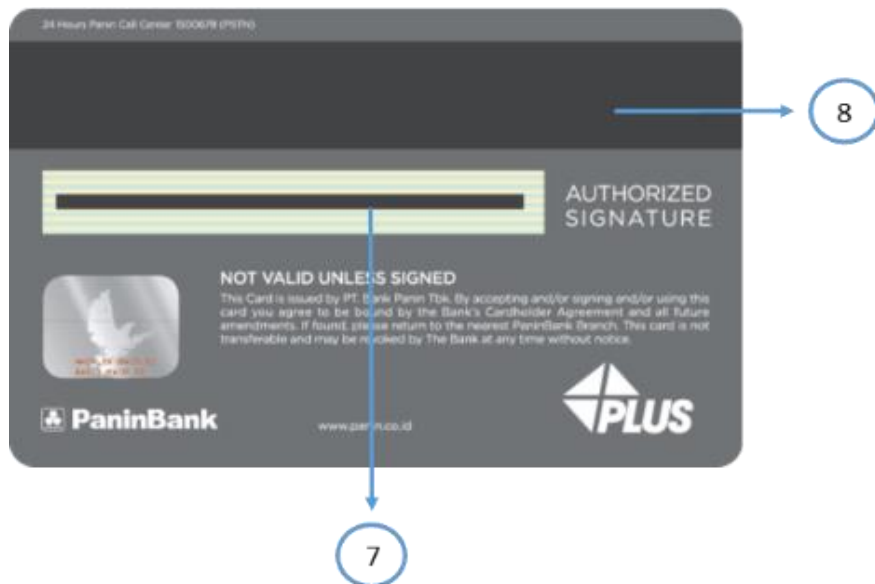 24 Hours Panin Call Center 1500678 (PSTN)
8
AUTHORIZED
SIGNATURE
NOT VALID UNLESS SIGNED
This Card is issued by PT. Bank Panin Tbk. By accepting and/or signing and/or using this
card you agree to be bound by the Bank's Cardholder Agreement and all future
amendments. If found, please return to the nearest PaninBank Branch. This card is not
transferable and may be revoked by The Bank at any time without notice.
PaninBank
www.panin.co.id
PLUS
7